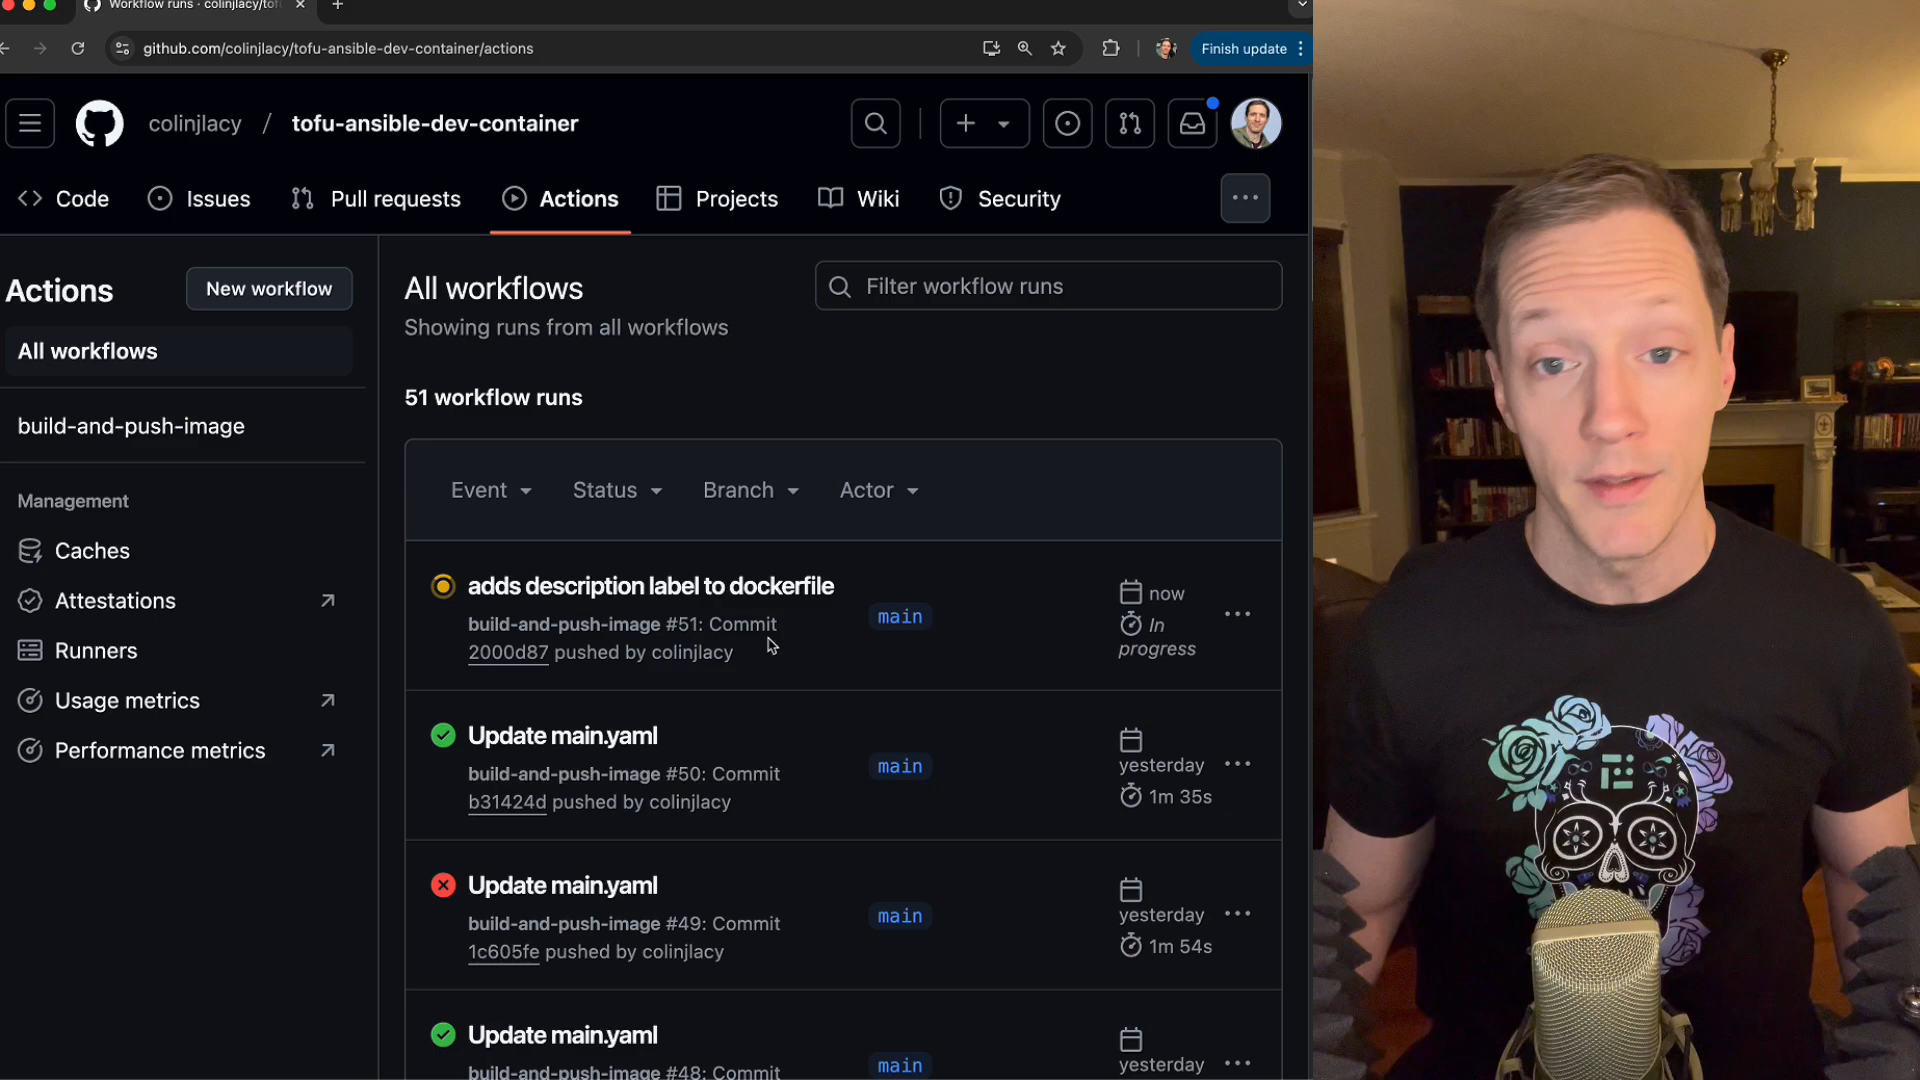 Workflow runs · colinjlacy/tof
github.com/colinjlacy/tofu-ansible-dev-container/actions
Finish update
colinjlacy / tofu-ansible-dev-container
Code
Issues
Pull requests
Actions
Projects
Wiki
Security
Actions
New workflow
All workflows
build-and-push-image
Management
Caches
Attestations
Runners
Usage metrics
Performance metrics
All workflows
Showing runs from all workflows
Filter workflow runs
51 workflow runs
Event
Status
Branch
Actor
adds description label to dockerfile
build-and-push-image #51: Commit
2000d87 pushed by colinjlacy
main
now
In
progress
Update main.yaml
build-and-push-image #50: Commit
b31424d pushed by colinjlacy
main
yesterday
1m 35s
Update main.yaml
build-and-push-image #49: Commit
1c605fe pushed by colinjlacy
main
yesterday
1m 54s
Update main.yaml
build-and-push-image #48: Commit
main
yesterday